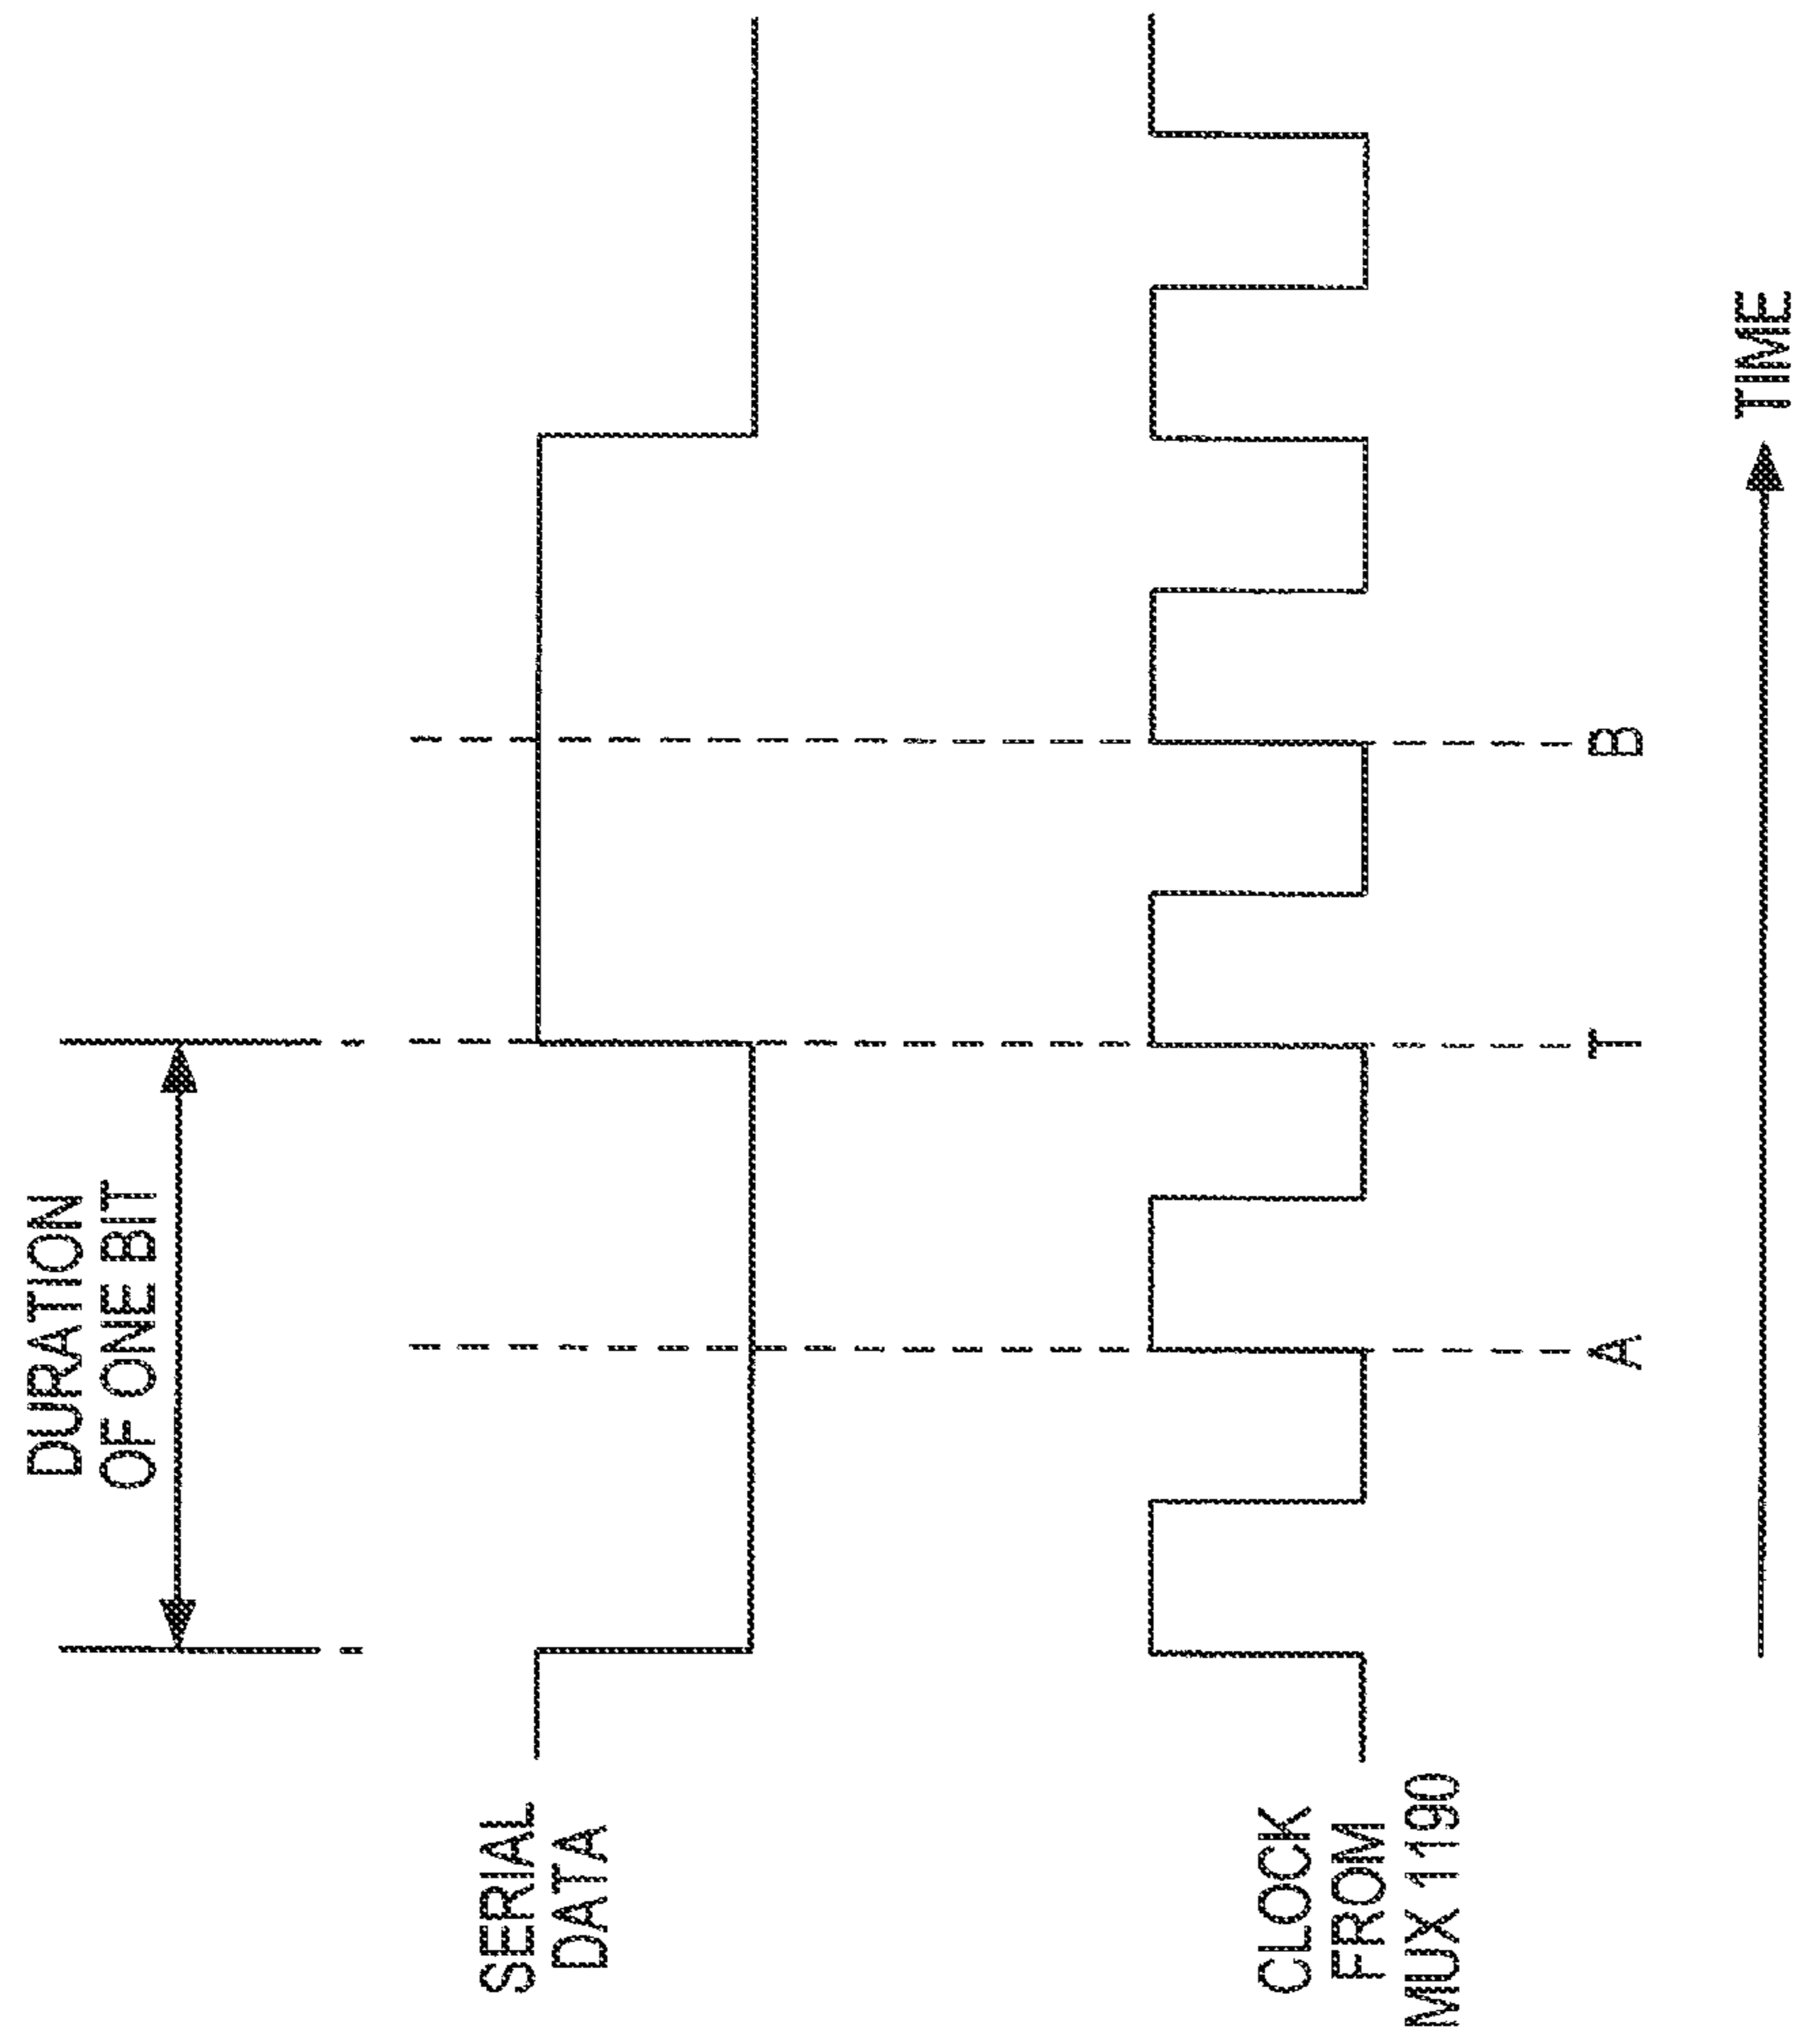 DURATION
OF ONE BIT
SERIAL
DATA
CLOCK
FROM
MUX 1190
A
T
B
TIME